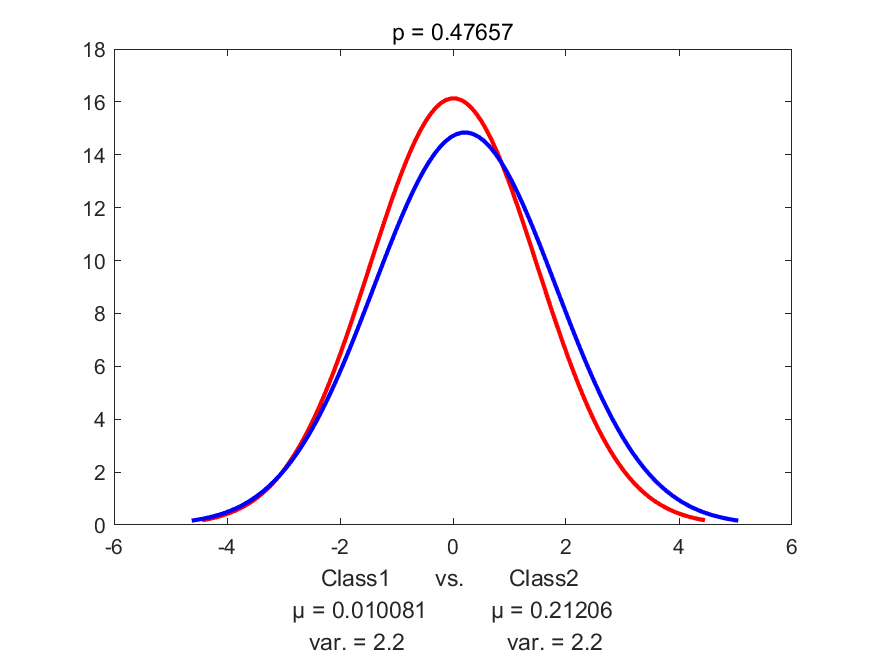 p = 0.47657
18
16
14
12
10
8
6
4
2
0
-6 -4 -2 0 2 4 6
Class1 vs. Class2
μ = 0.010081 μ = 0.21206
var. = 2.2 var. = 2.2